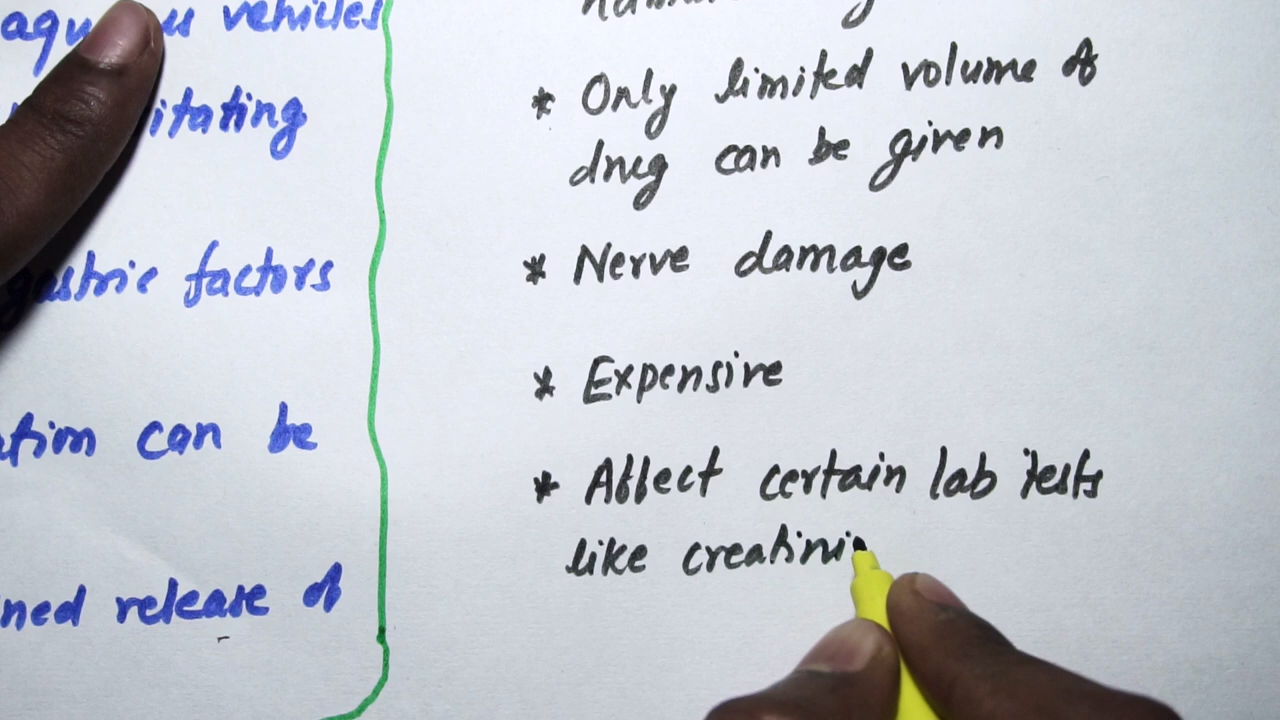 vehicles
itating
factors
can be
release of
* Only limited volume of
drug can be given
* Nerve damage
* Expensive
* Affect certain lab tests
like creatini